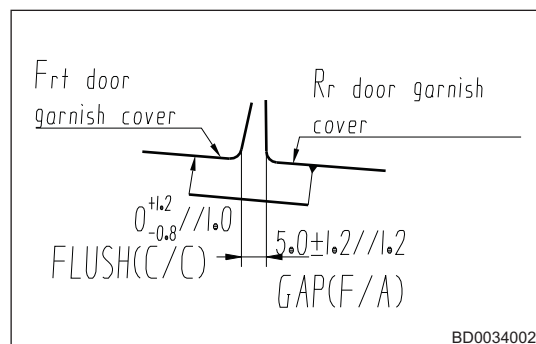 Frt door
garnish cover
Rr door garnish
cover
0 +1.2 -0.8 //1.0
FLUSH(C/C)
5.0±1.2//1.2
GAP(F/A)
BD0034002